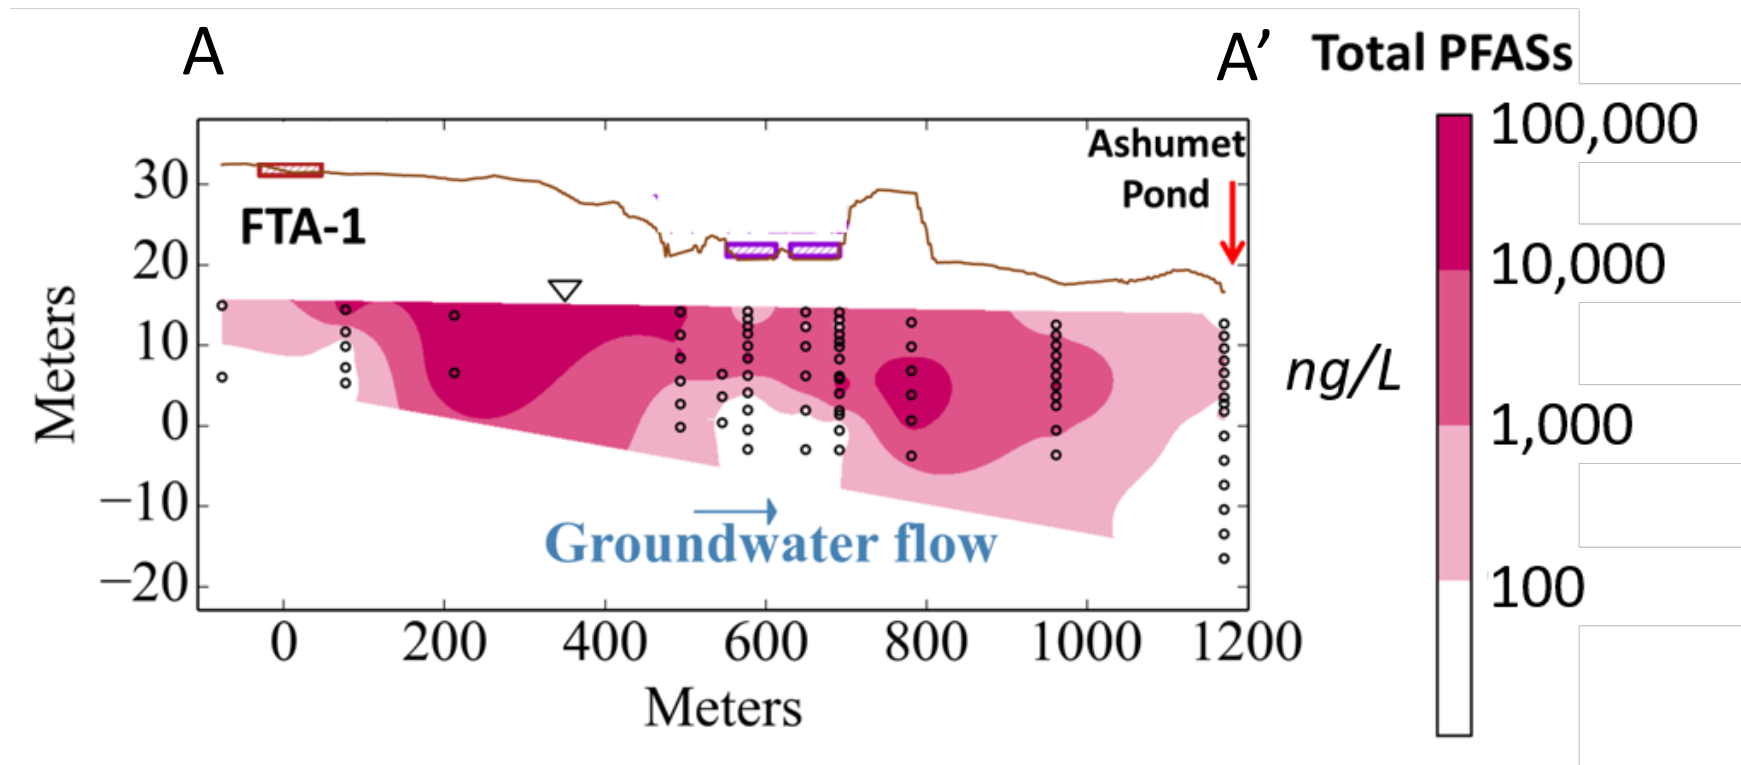 A
A’
Total PFASs
Ashumet
Pond
FTA-1
30
20
10
0
−10
−20
Meters
Groundwater flow
0 200 400 600 800 1000 1200
Meters
ng/L
100,000
10,000
1,000
100